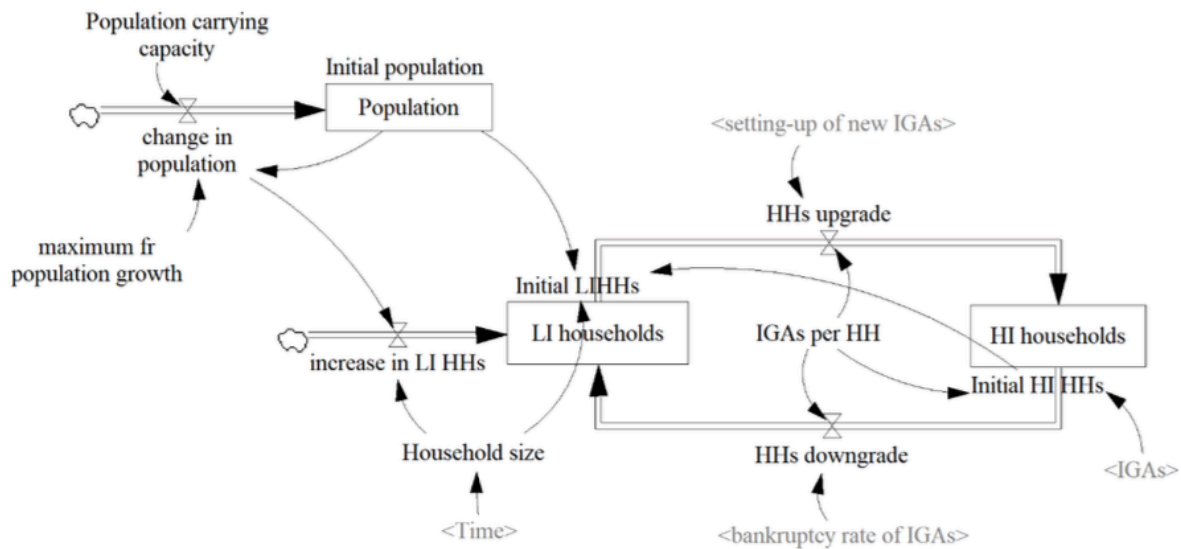 Population carrying
capacity
Initial population
Population
change in
population
maximum fr
population growth
<setting-up of new IGAs>
HHs upgrade
Initial LIHHs
LI households
increase in LI HHs
IGAs per HH
HI households
Initial HI HHs
Household size
<Time>
HHs downgrade
<bankruptcy rate of IGAs>
<IGAs>